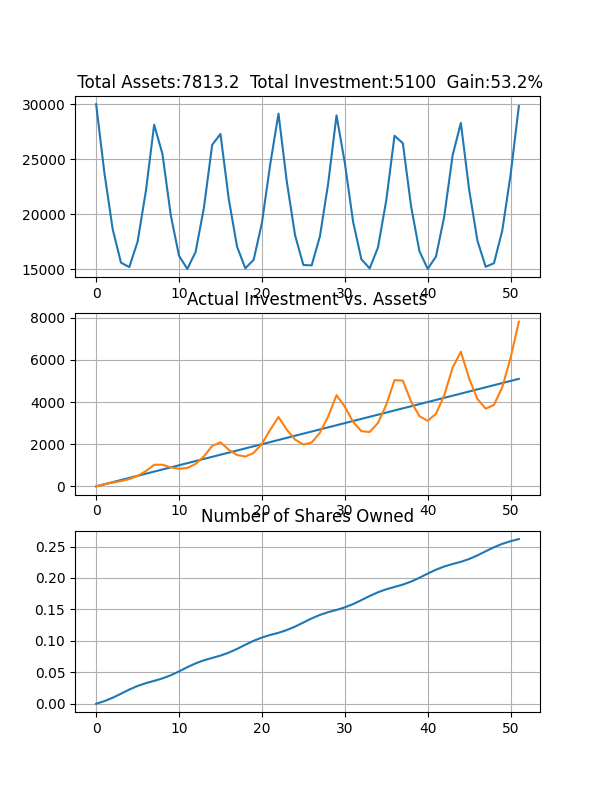 Total Assets:7813.2  Total Investment:5100  Gain:53.2%
30000
25000
20000
15000
0 10 20 30 40 50
Actual Investment vs. Assets
8000
6000
4000
2000
0
0 10 20 30 40 50
Number of Shares Owned
0.25
0.20
0.15
0.10
0.05
0.00
0 10 20 30 40 50